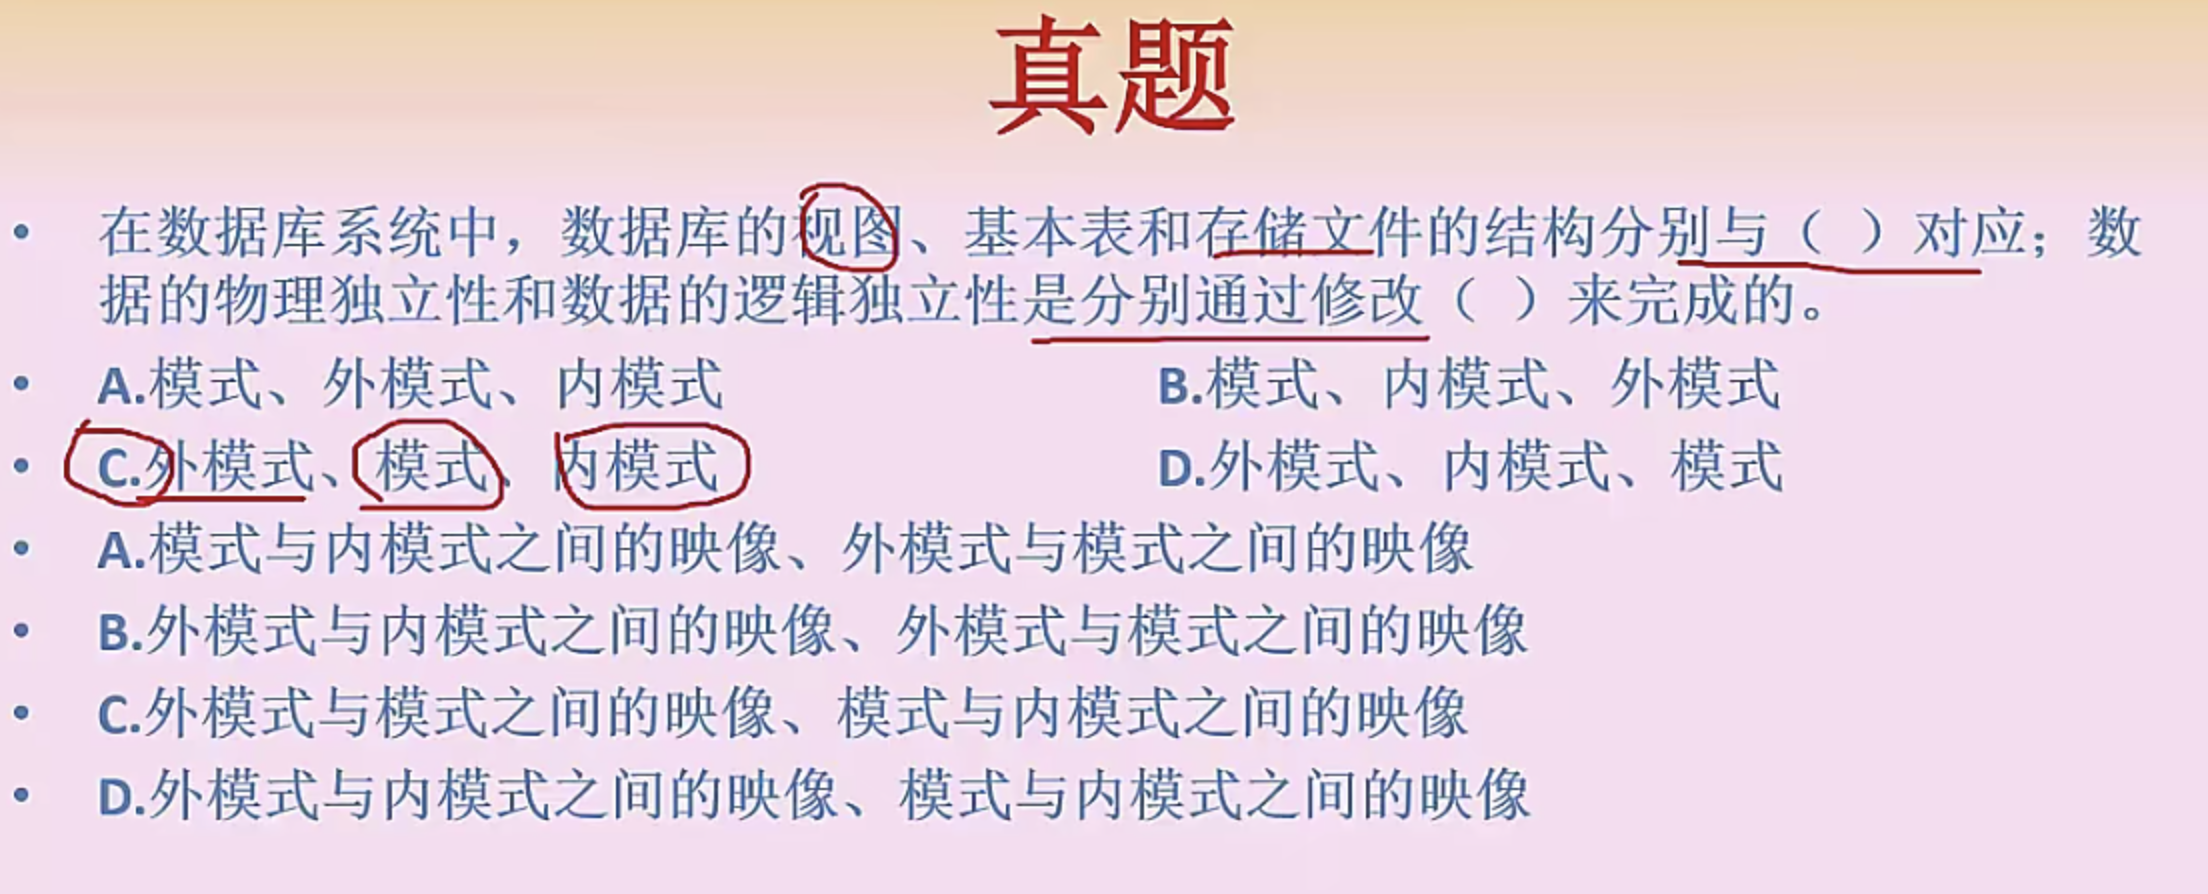 真题
• 在数据库系统中，数据库的视图、基本表和存储文件的结构分别与（ ）对应；数
据的物理独立性和数据的逻辑独立性是分别通过修改（ ）来完成的。
• A.模式、外模式、内模式 B.模式、内模式、外模式
• C.外模式、模式、内模式 D.外模式、内模式、模式
• A.模式与内模式之间的映像、外模式与模式之间的映像
• B.外模式与内模式之间的映像、外模式与模式之间的映像
• C.外模式与模式之间的映像、模式与内模式之间的映像
• D.外模式与内模式之间的映像、模式与内模式之间的映像